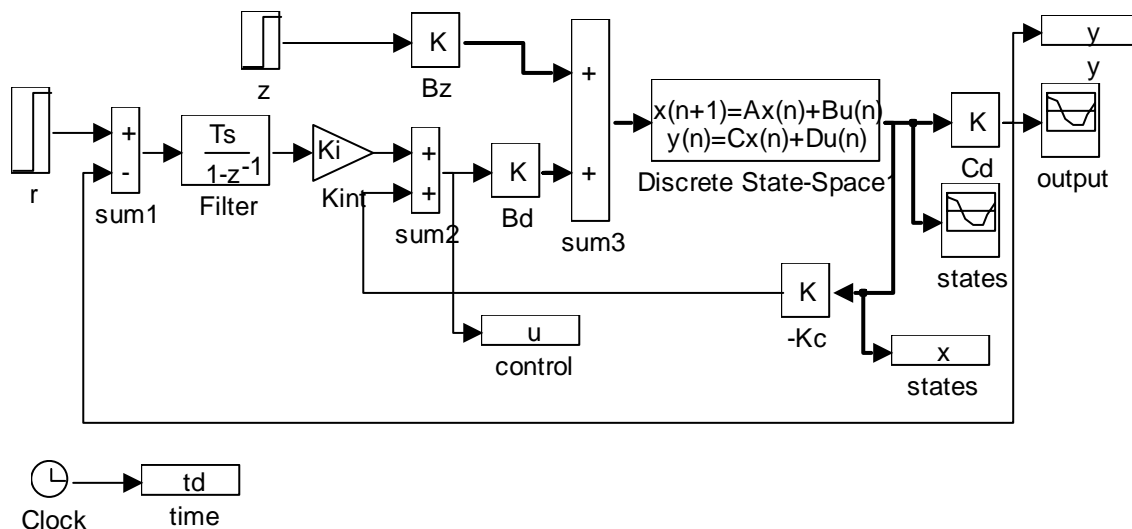 z
K
Bz
+
+
sum3
y
y
r
+
-
sum1
Ts
1-z-1
Filter
Ki
Kint
+
+
sum2
K
Bd
x(n+1)=Ax(n)+Bu(n)
y(n)=Cx(n)+Du(n)
Discrete State-Space1
K
Cd
output
states
K
-Kc
u
control
x
states
Clock
td
time